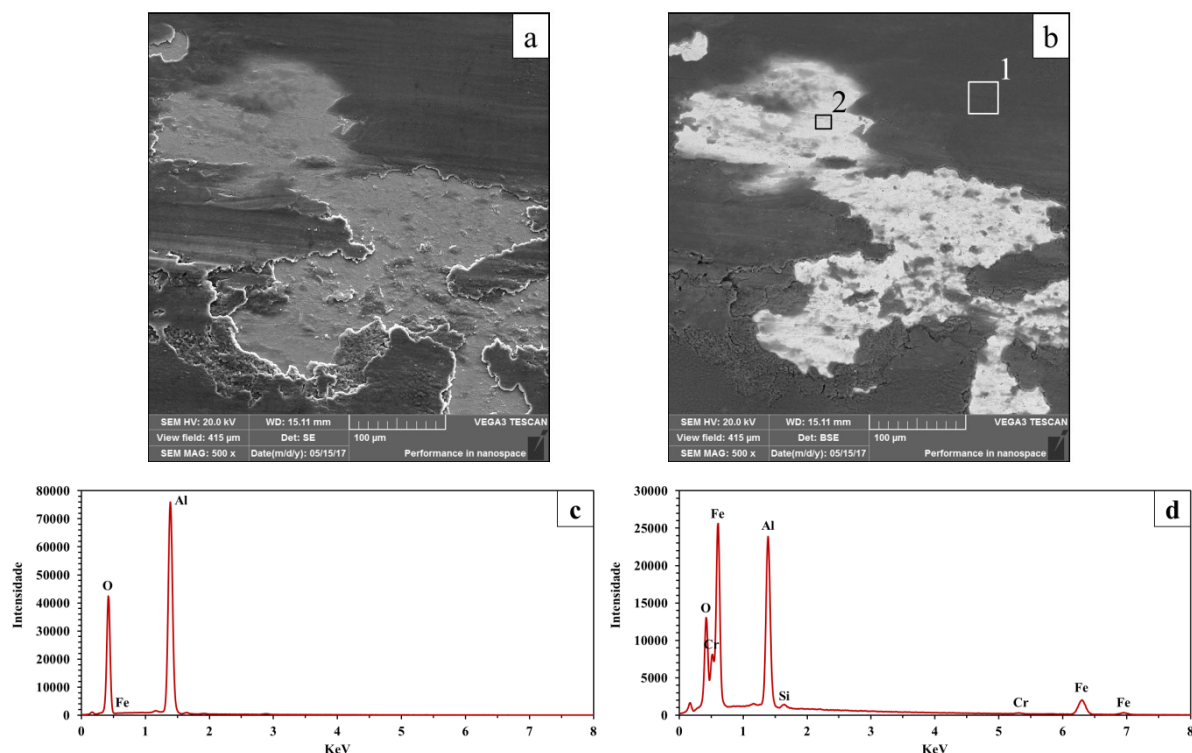 a
b
1
2
SEM HV: 20.0 kV WD: 15.11 mm VEGA3 TESCAN
View field: 415 µm Det: SE 100 µm
SEM MAG: 500 x Date(m/d/y): 05/15/17 Performance in nanospace
SEM HV: 20.0 kV WD: 15.11 mm VEGA3 TESCAN
View field: 415 µm Det: BSE 100 µm
SEM MAG: 500 x Date(m/d/y): 05/15/17 Performance in nanospace
c
Intensidade
80000
70000
60000
50000
40000
30000
20000
10000
0
Al
O
Fe
0 1 2 3 4 5 6 7 8
KeV
d
Intensidade
30000
25000
20000
15000
10000
5000
0
Fe
Al
O
Cr
Si
Cr
Fe
Fe
0 1 2 3 4 5 6 7 8
KeV